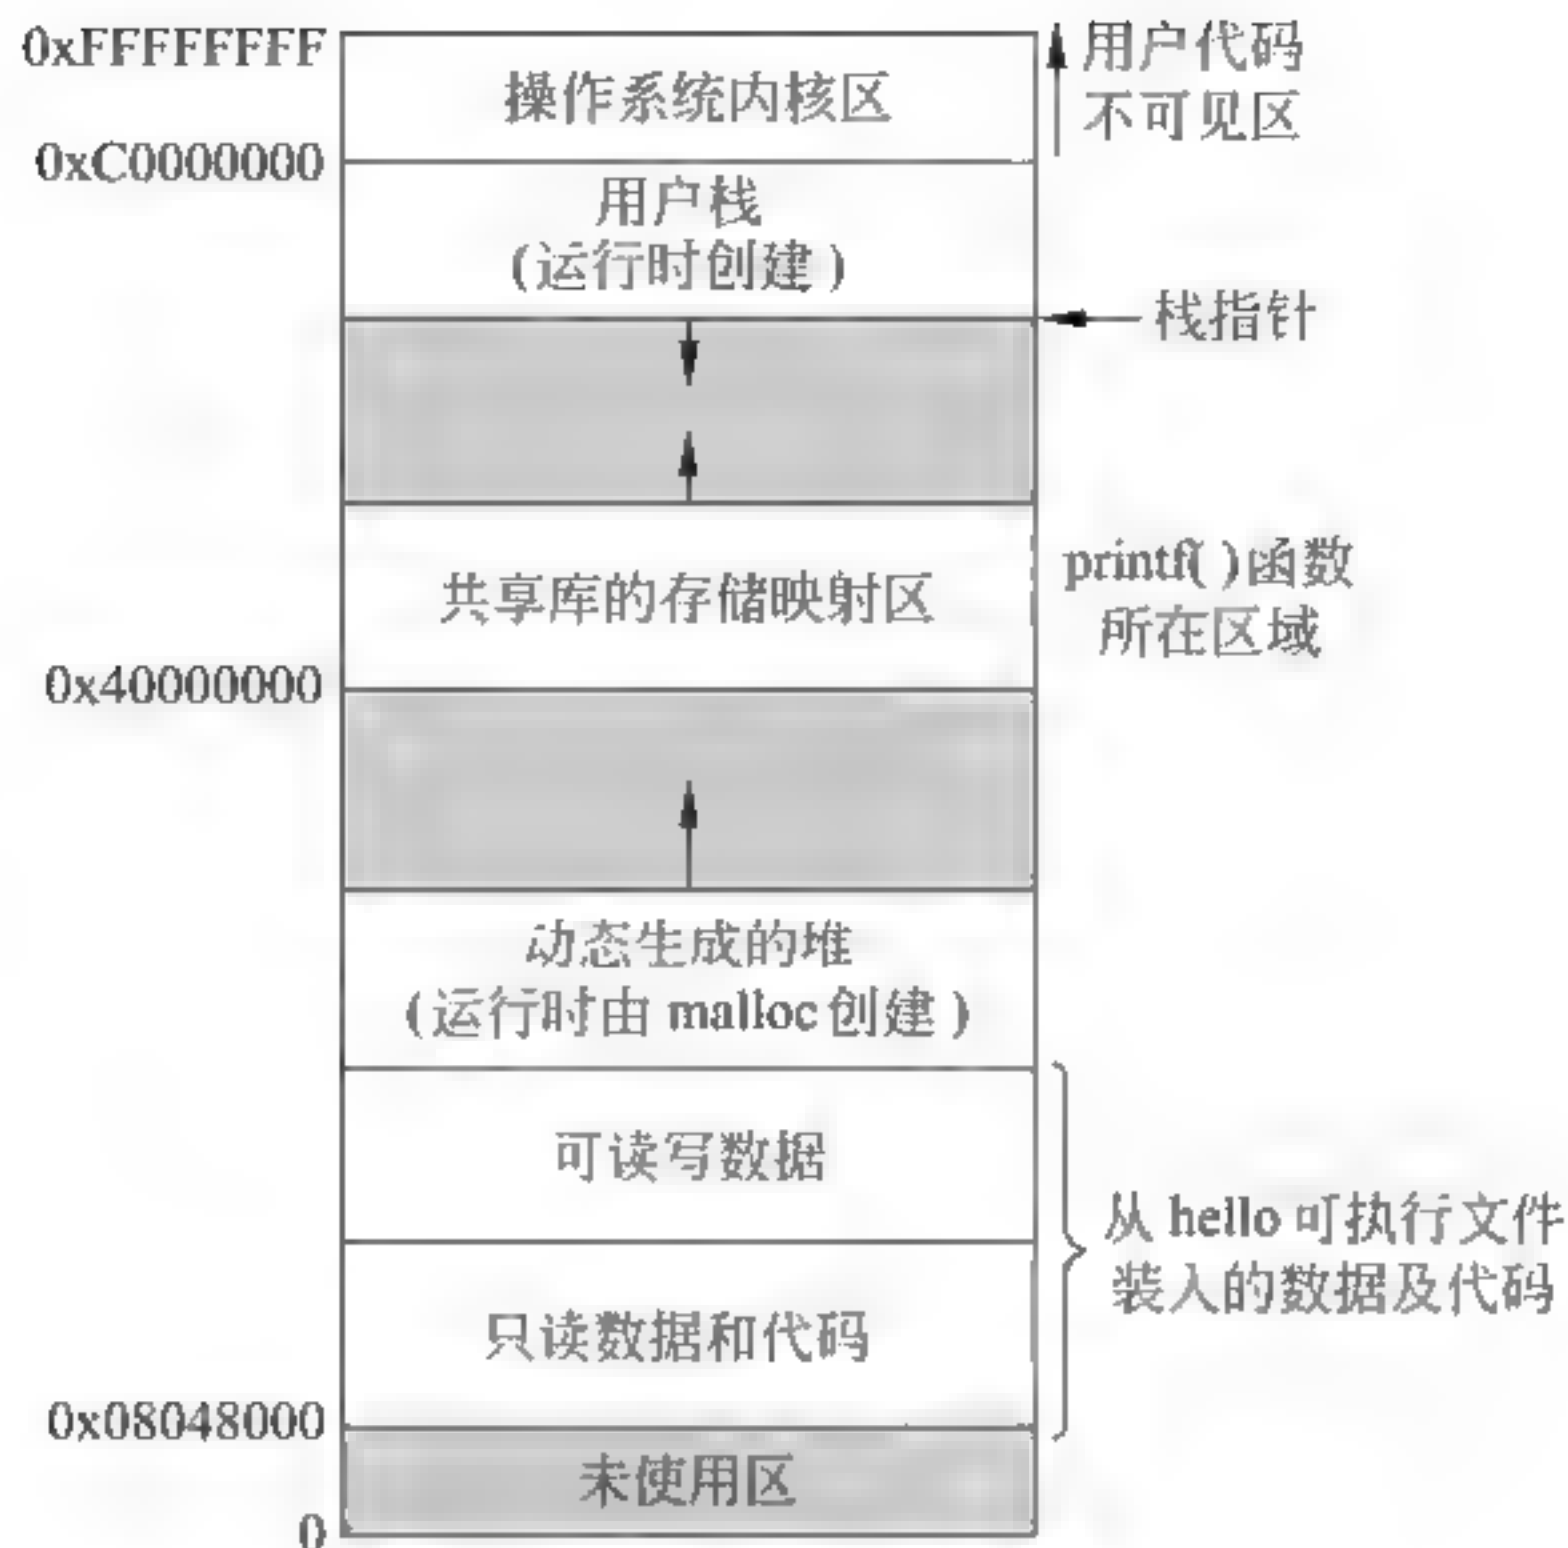 0xFFFFFFFF
操作系统内核区
用户代码
不可见区
0xC0000000
用户栈
(运行时创建)
栈指针
共享库的存储映射区
printf( )函数
所在区域
0x40000000
动态生成的堆
(运行时由 malloc 创建)
可读写数据
从 hello 可执行文件
装入的数据及代码
只读数据和代码
0x08048000
未使用区
0